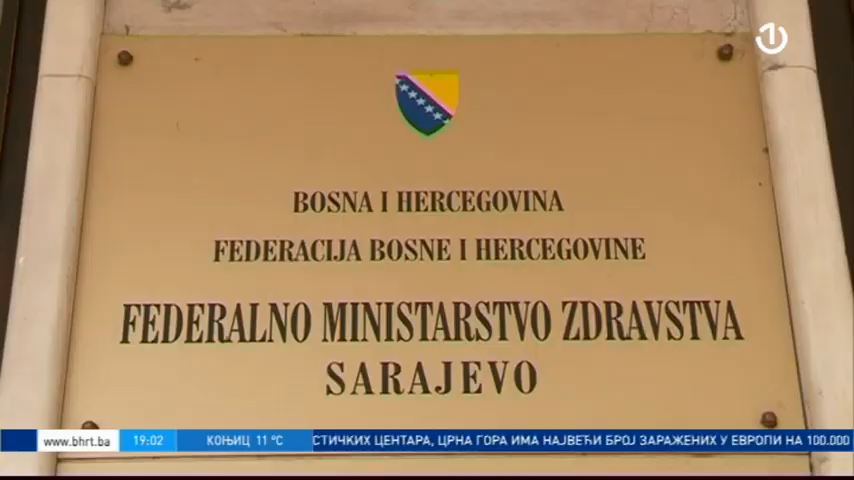 BOSNA I HERCEGOVINA
FEDERACIJA BOSNE I HERCEGOVINE
FEDERALNO MINISTARSTVO ZDRAVSTVA
SARAJEVO
www.bhrt.ba 19:02 КОЊИЦ 11 °C СТИЧКИХ ЦЕНТАРА, ЦРНА ГОРА ИМА НАЈВЕЋИ БРОЈ ЗАРАЖЕНИХ У ЕВРОПИ НА 100.000